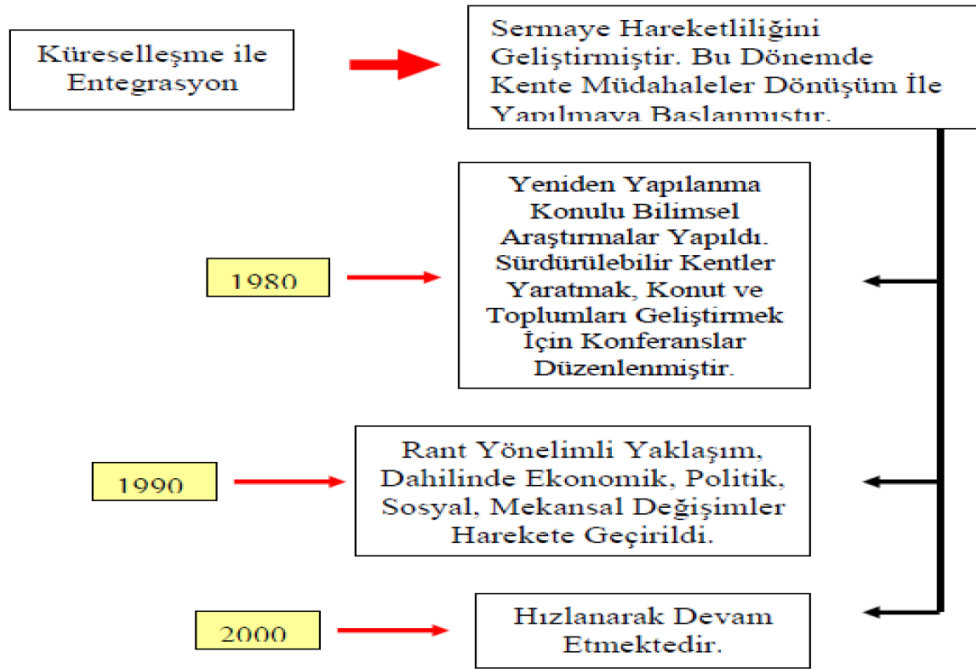 Küreselleşme ile
Entegrasyon
Sermaye Hareketliliğini
Geliştirmiştir. Bu Dönemde
Kente Müdahaleler Dönüşüm İle
Yapılmaya Başlanmıştır.
1980
Yeniden Yapılanma
Konulu Bilimsel
Araştırmalar Yapıldı.
Sürdürülebilir Kentler
Yaratmak, Konut ve
Toplumları Geliştirmek
İçin Konferanslar
Düzenlenmiştir.
1990
Rant Yönelimli Yaklaşım,
Dahilinde Ekonomik, Politik,
Sosyal, Mekansal Değişimler
Harekete Geçirildi.
2000
Hızlanarak Devam
Etmektedir.